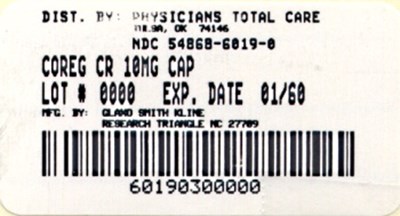 DIST. BY: PHYSICIANS TOTAL CARE
TULSA, OK 74146
NDC 54868-6019-0
COREG CR 10MG CAP
LOT # 0000 EXP. DATE 01/60
MFG. BY: GLAXO SMITH KLINE
RESEARCH TRIANGLE NC 27709
60190300000